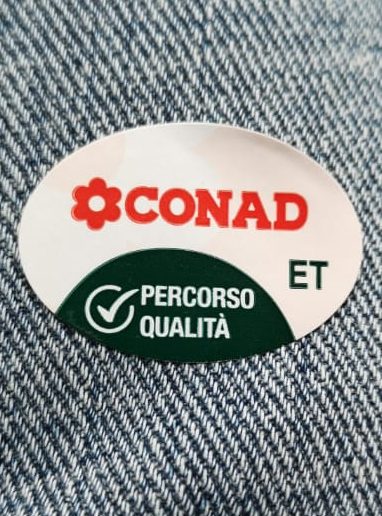 CONAD
ET
PERCORSO
QUALITÀ